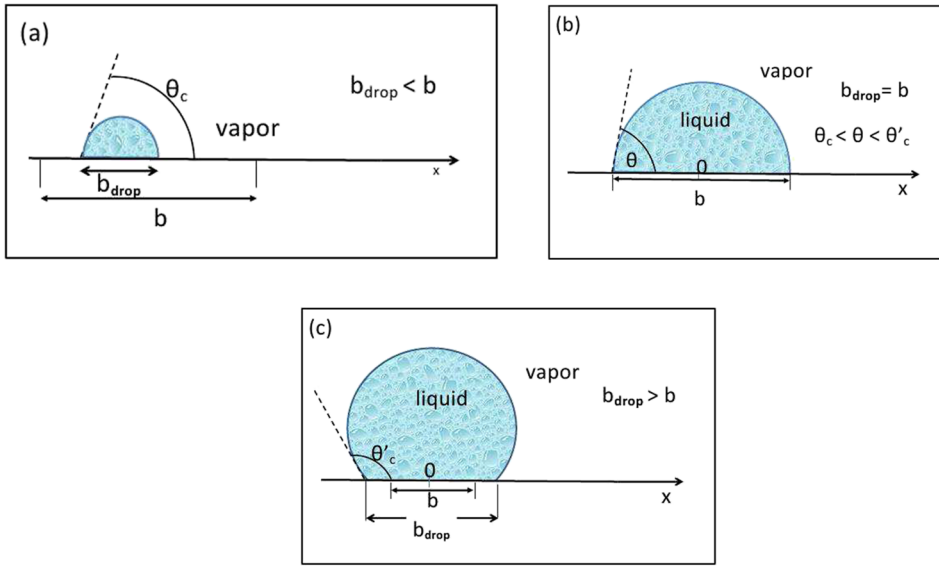 (a)
θc
bdrop < b
vapor
x
bdrop
b
(b)
vapor
bdrop= b
liquid
θc < θ < θ'c
θ
0
x
b
(c)
vapor
liquid
bdrop > b
θ'c
0
x
b
bdrop